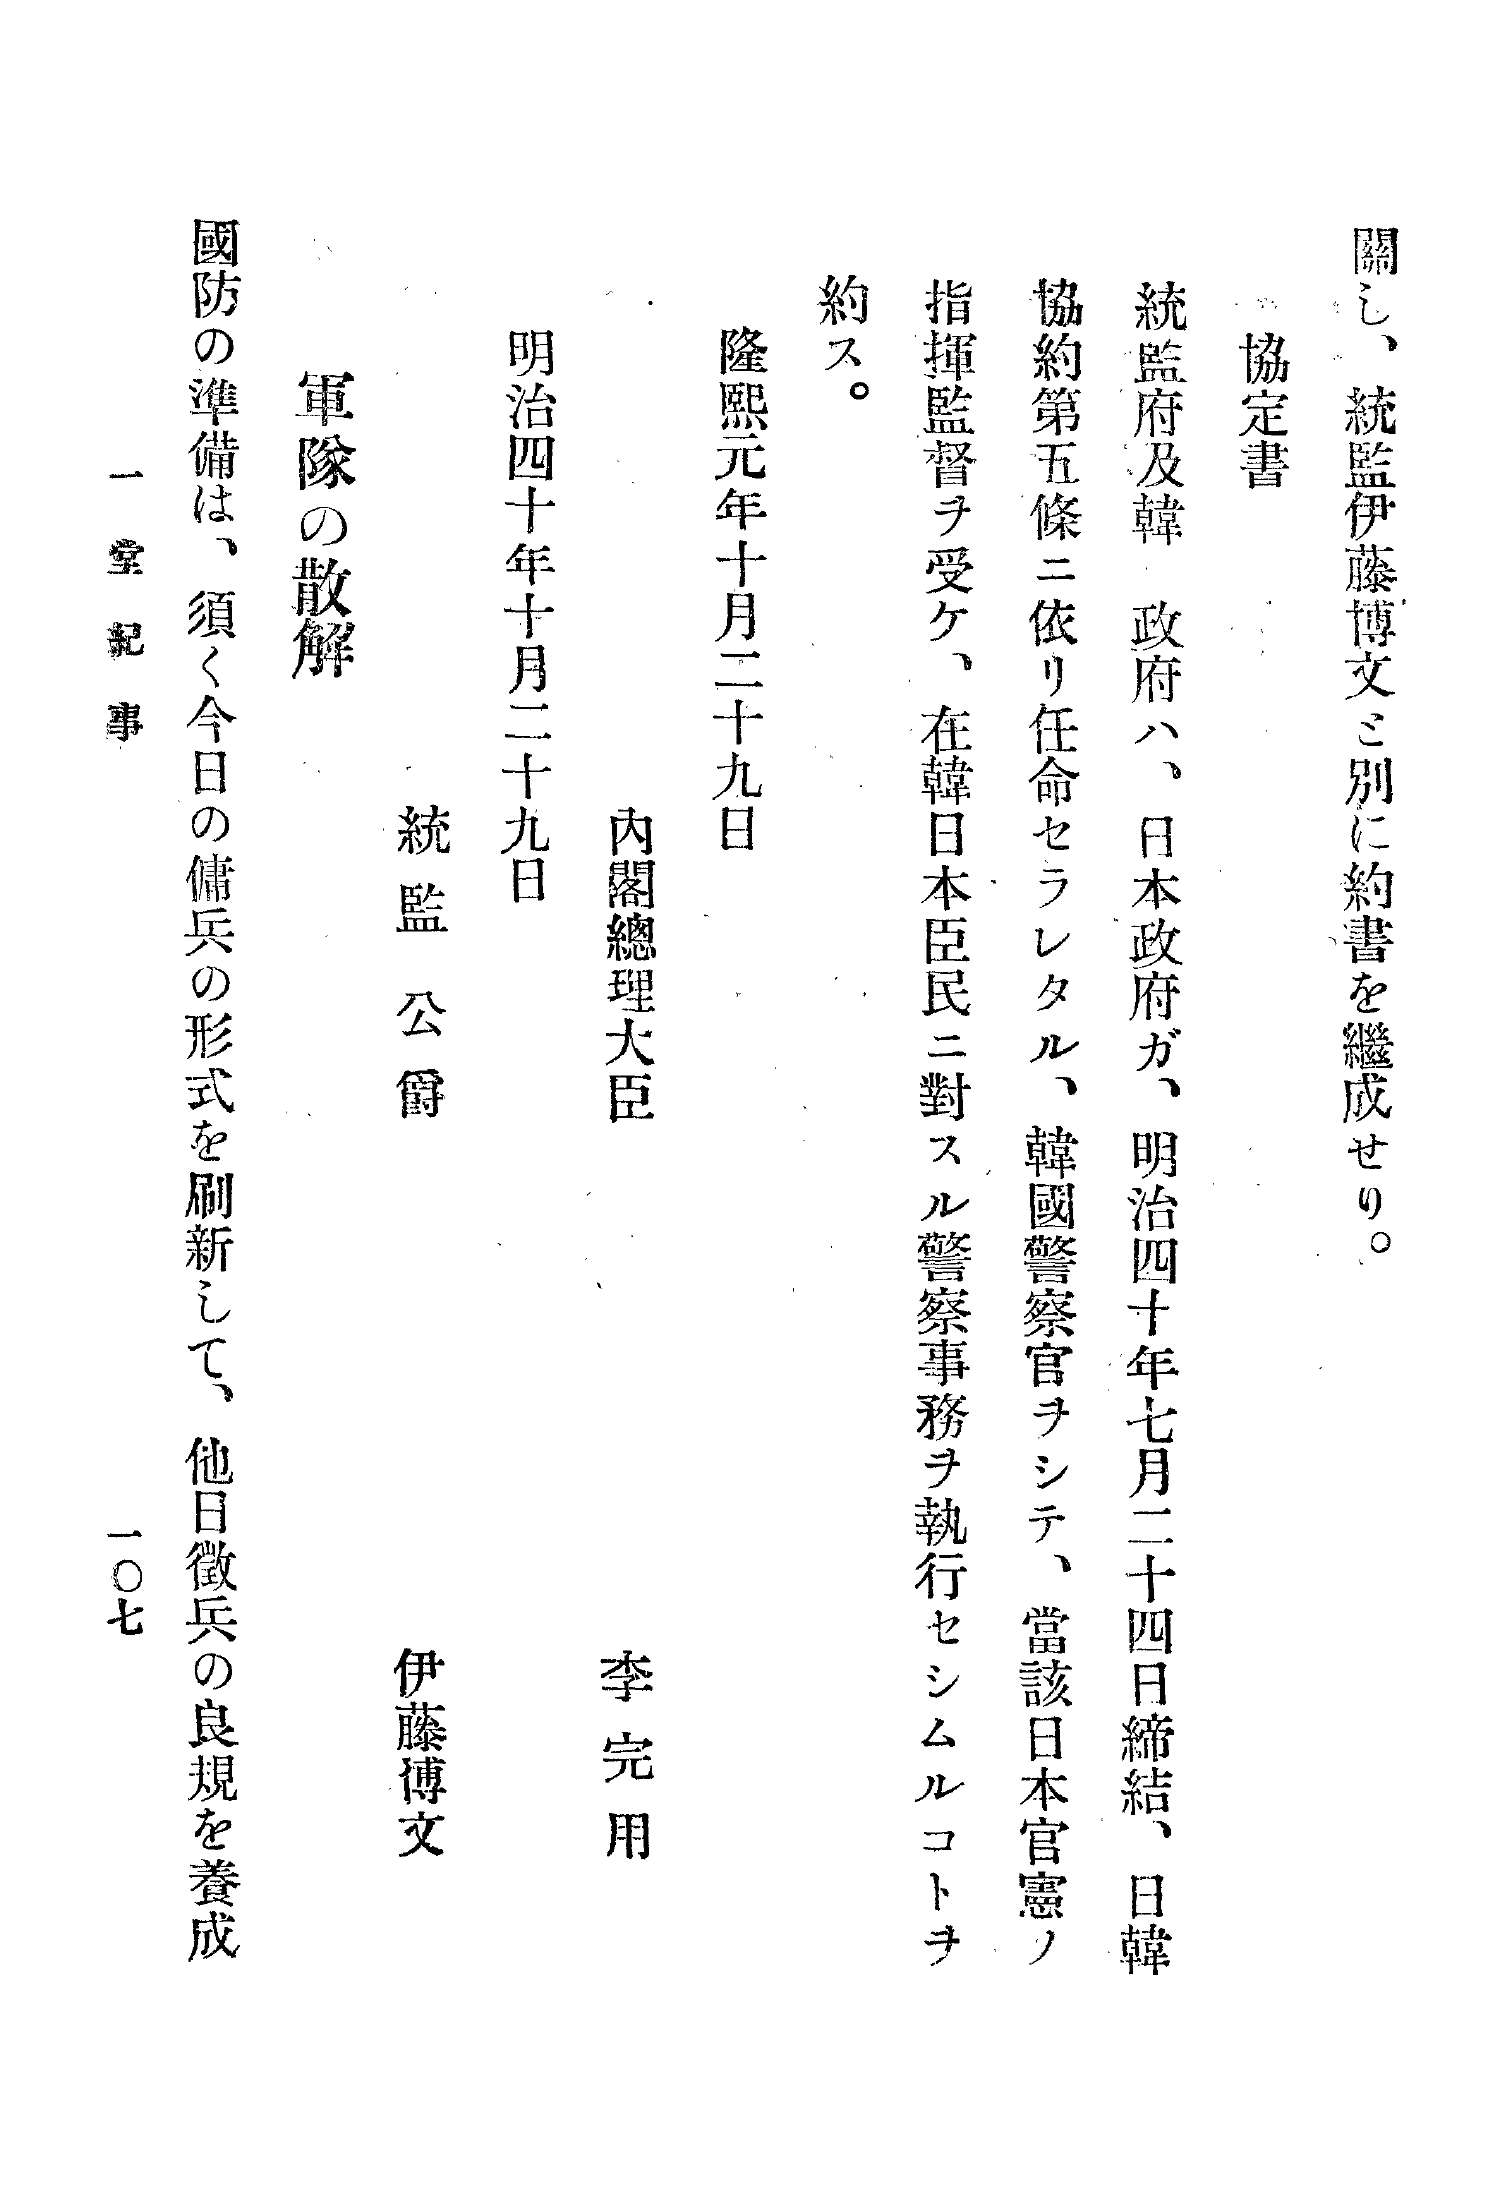 關し、統監伊藤博文と別に約書を繼成せり。
協定書
統監府及韓　政府ハ、日本政府ガ、明治四十年七月二十四日締結、日韓
協約第五條ニ依リ任命セラレタル、韓國警察官ヲシテ、當該日本官憲ノ
指揮監督ヲ受ケ、在韓日本臣民ニ對スル警察事務ヲ執行セシムルコトヲ
約ス。
隆熙元年十月二十九日
內閣總理大臣　李完用
明治四十年十月二十九日
統監公爵　伊藤博文
軍隊の散解
國防の準備は、須く今日の傭兵の形式を刷新して、他日徵兵の良規を養成
一堂紀事　一〇七